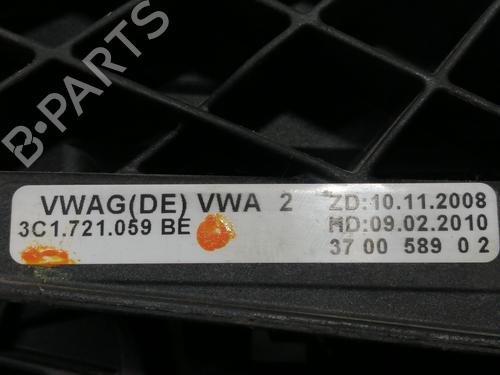 B-PARTS
VWAG(DE) VWA 2 ZD:10.11.2008
3C1.721.059 BE MD:09.02.2010
37 00 589 0 2